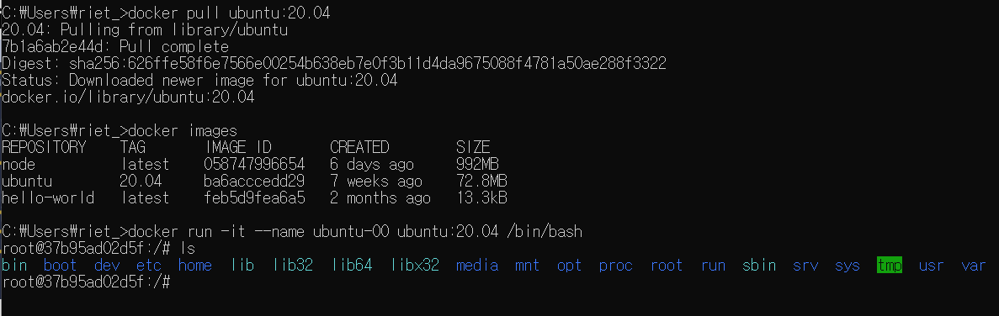 C:\Users\riet_>docker pull ubuntu:20.04
20.04: Pulling from library/ubuntu
7b1a6ab2e44d: Pull complete
Digest: sha256:626ffe58f6e7566e00254b638eb7e0f3b11d4da9675088f4781a50ae288f3322
Status: Downloaded newer image for ubuntu:20.04
docker.io/library/ubuntu:20.04
C:\Users\riet_>docker images
REPOSITORY TAG IMAGE ID CREATED SIZE
node latest 058747996654 6 days ago 992MB
ubuntu 20.04 ba6acccedd29 7 weeks ago 72.8MB
hello-world latest feb5d9fea6a5 2 months ago 13.3kB
C:\Users\riet_>docker run -it --name ubuntu-00 ubuntu:20.04 /bin/bash
root@37b95ad02d5f:/# ls
bin boot dev etc home lib lib32 lib64 libx32 media mnt opt proc root run sbin srv sys tmp usr var
root@37b95ad02d5f:/#